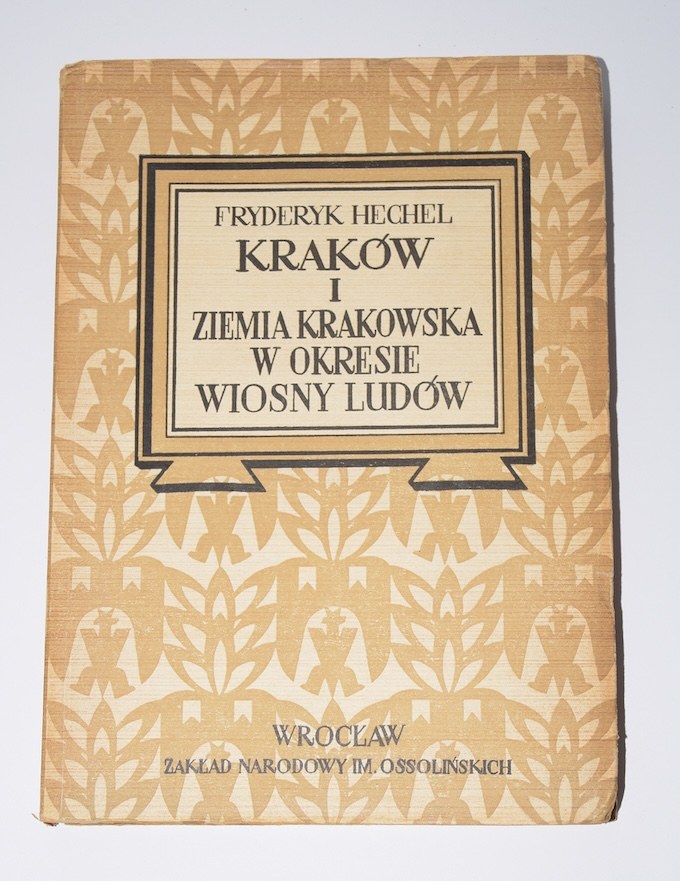 FRYDERYK HECHEL
KRAKÓW
I
ZIEMIA KRAKOWSKA
W OKRESIE
WIOSNY LUDÓW
WROCŁAW
ZAKŁAD NARODOWY IM. OSSOLIŃSKICH